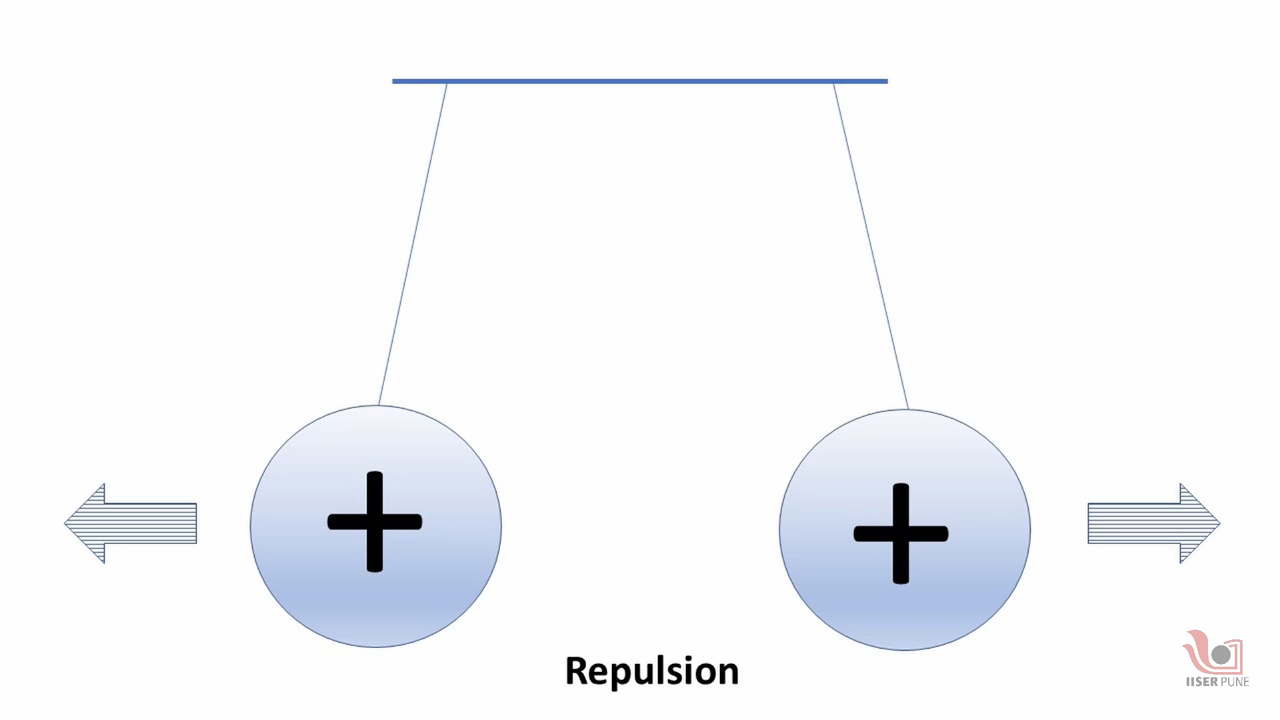 + +
Repulsion
IISER PUNE